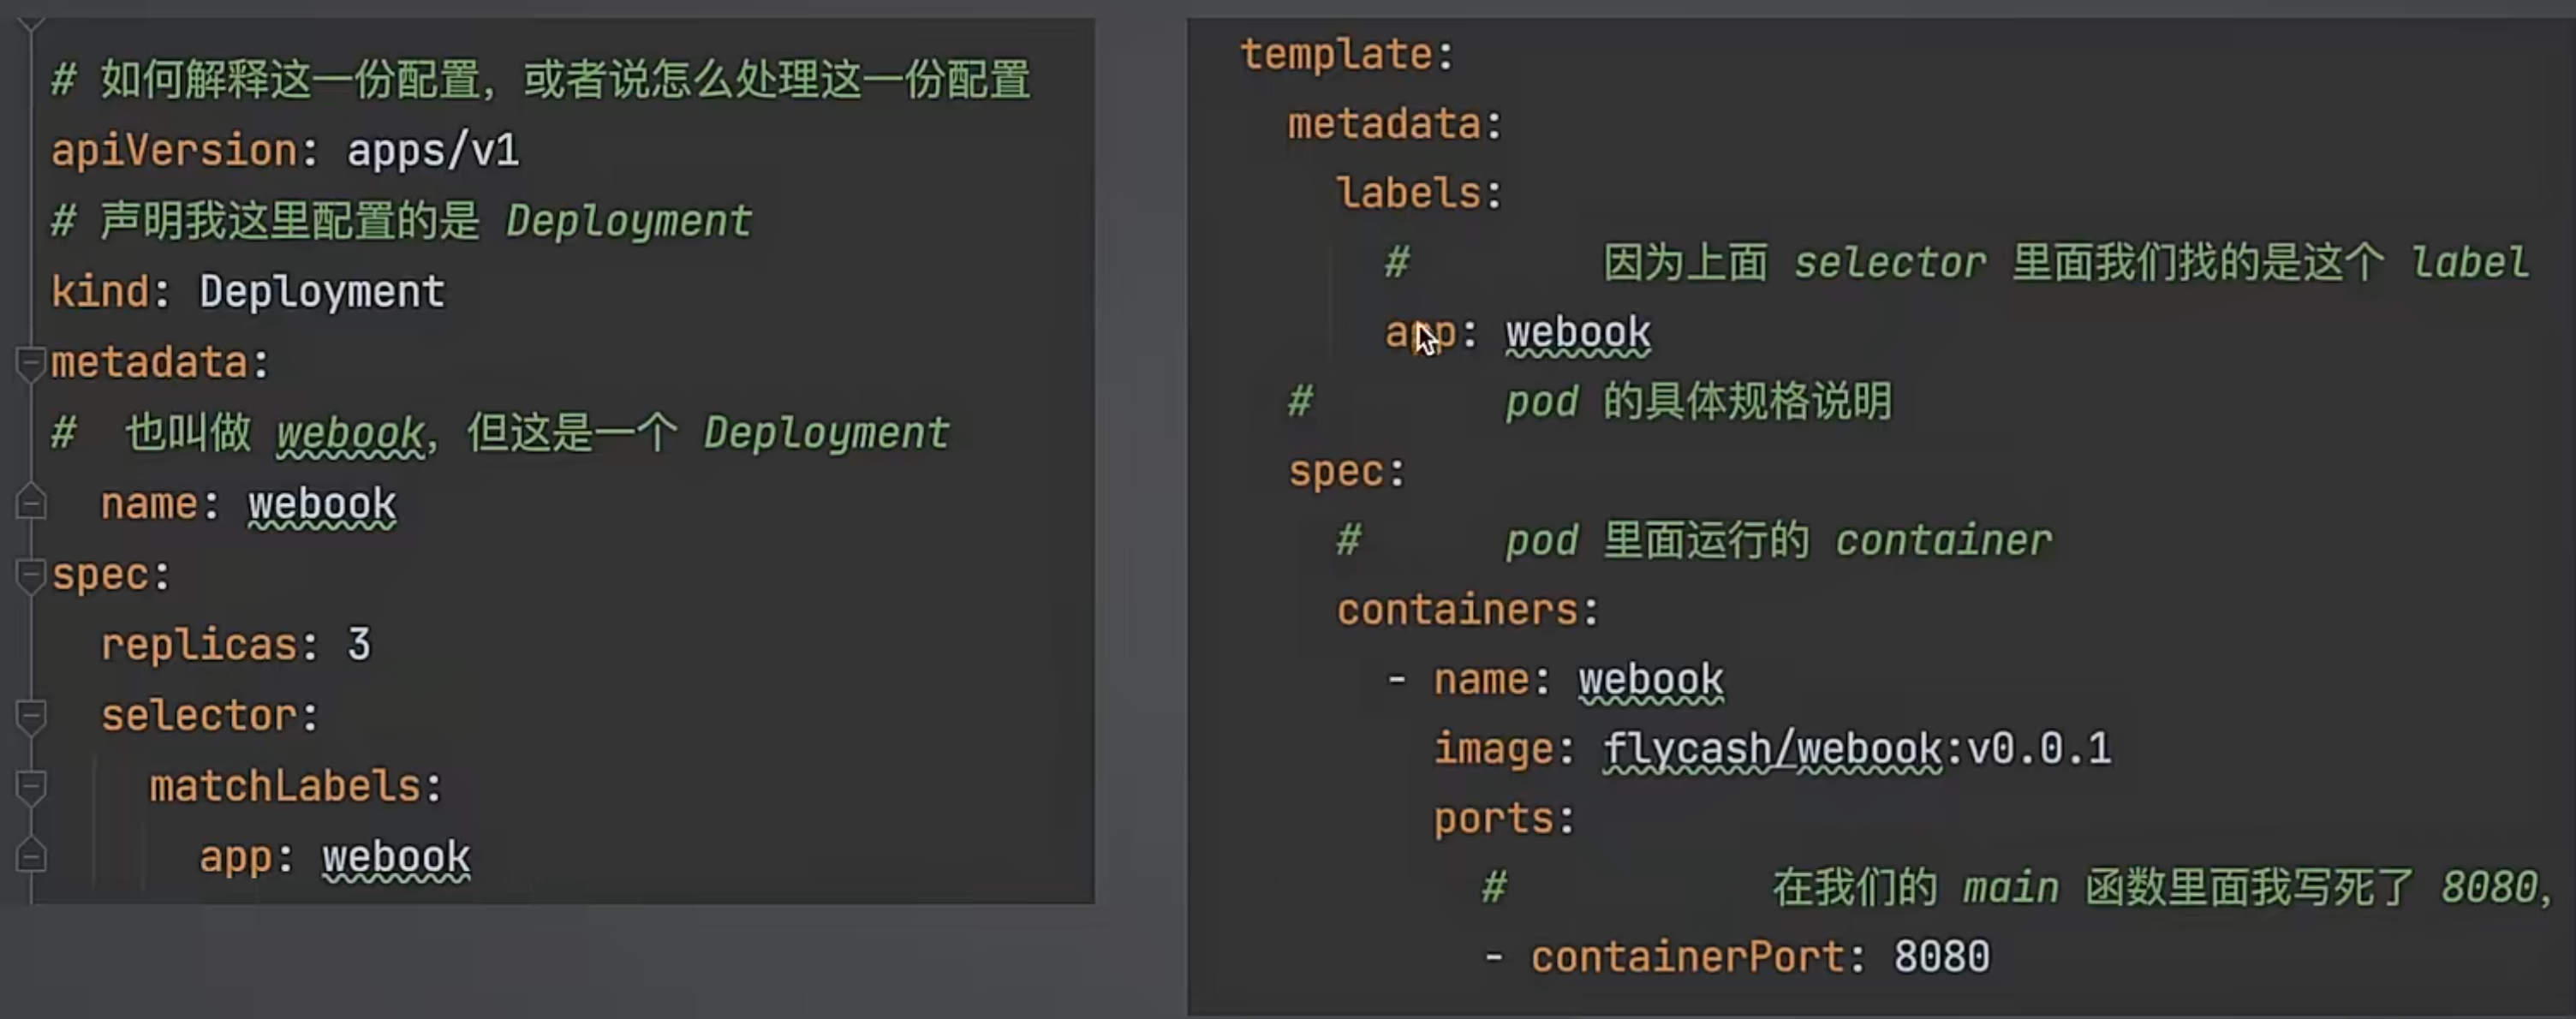 # 如何解释这一份配置，或者说怎么处理这一份配置
apiVersion: apps/v1
# 声明我这里配置的是 Deployment
kind: Deployment
metadata:
#  也叫做 webook，但这是一个 Deployment
  name: webook
spec:
  replicas: 3
  selector:
    matchLabels:
      app: webook
template:
  metadata:
    labels:
      #        因为上面 selector 里面我们找的是这个 label
      app: webook
  #        pod 的具体规格说明
  spec:
    #      pod 里面运行的 container
    containers:
      - name: webook
        image: flycash/webook:v0.0.1
        ports:
          #           在我们的 main 函数里面我写死了 8080，
          - containerPort: 8080